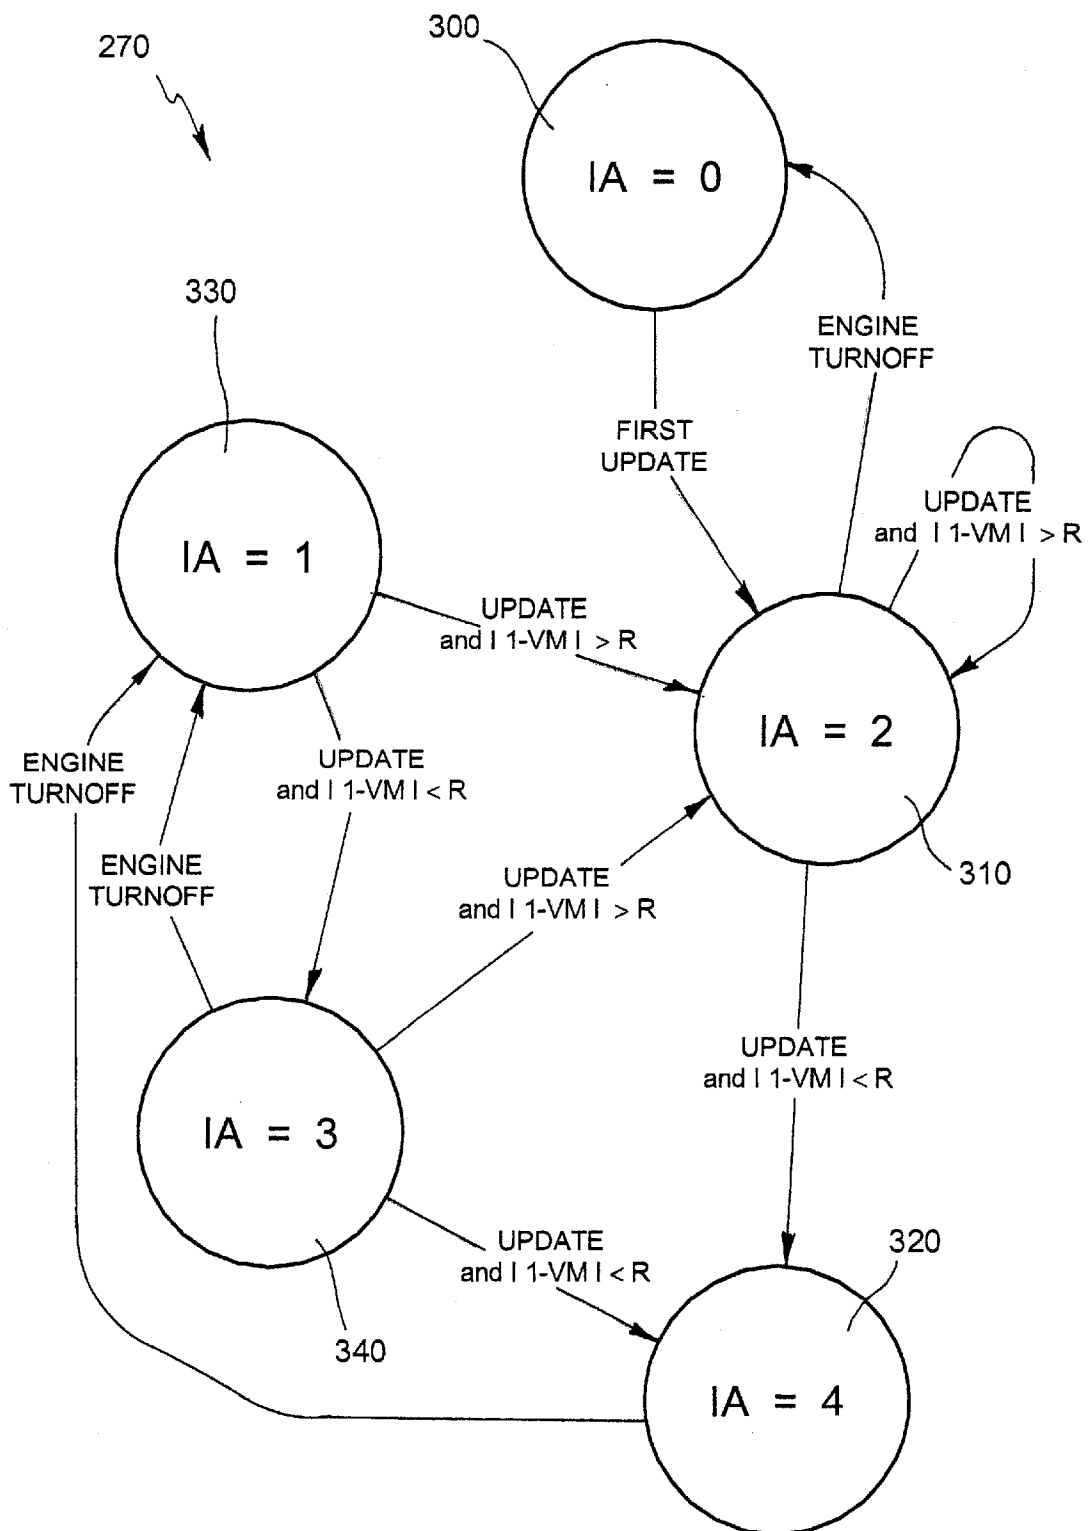 300
270
IA = 0
330
ENGINE
TURNOFF
FIRST
UPDATE
UPDATE
and | 1-VM | > R
IA = 1
UPDATE
and | 1-VM | > R
IA = 2
ENGINE
TURNOFF
UPDATE
and | 1-VM | < R
ENGINE
TURNOFF
UPDATE
and | 1-VM | > R
310
UPDATE
and | 1-VM | < R
IA = 3
UPDATE
and | 1-VM | < R
320
340
IA = 4